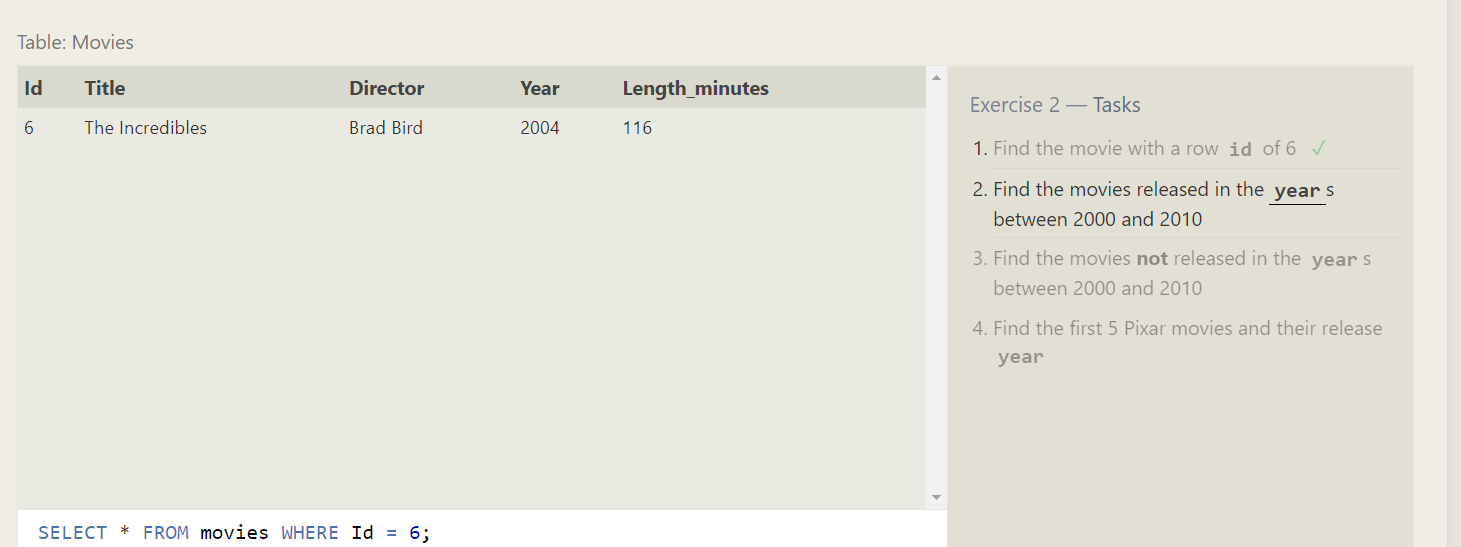 Table: Movies
Id Title Director Year Length_minutes
6 The Incredibles Brad Bird 2004 116
Exercise 2 — Tasks
1. Find the movie with a row id of 6 ✓
2. Find the movies released in the year s
between 2000 and 2010
3. Find the movies not released in the year s
between 2000 and 2010
4. Find the first 5 Pixar movies and their release
year
SELECT * FROM movies WHERE Id = 6;